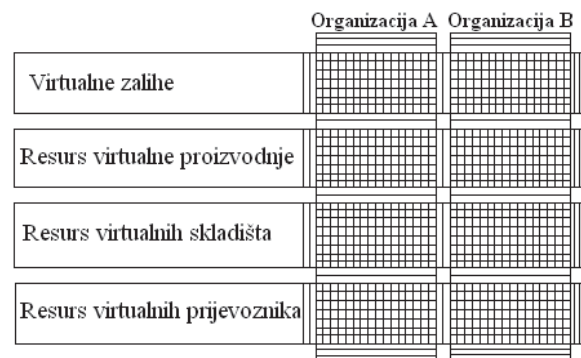 Organizacija A Organizacija B
Virtualne zalihe
Resurs virtualne proizvodnje
Resurs virtualnih skladišta
Resurs virtualnih prijevoznika